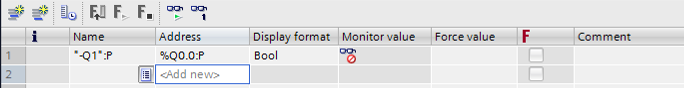 i Name Address Display format Monitor value Force value F Comment
1 "-Q1":P %Q0.0:P Bool
2 <Add new>